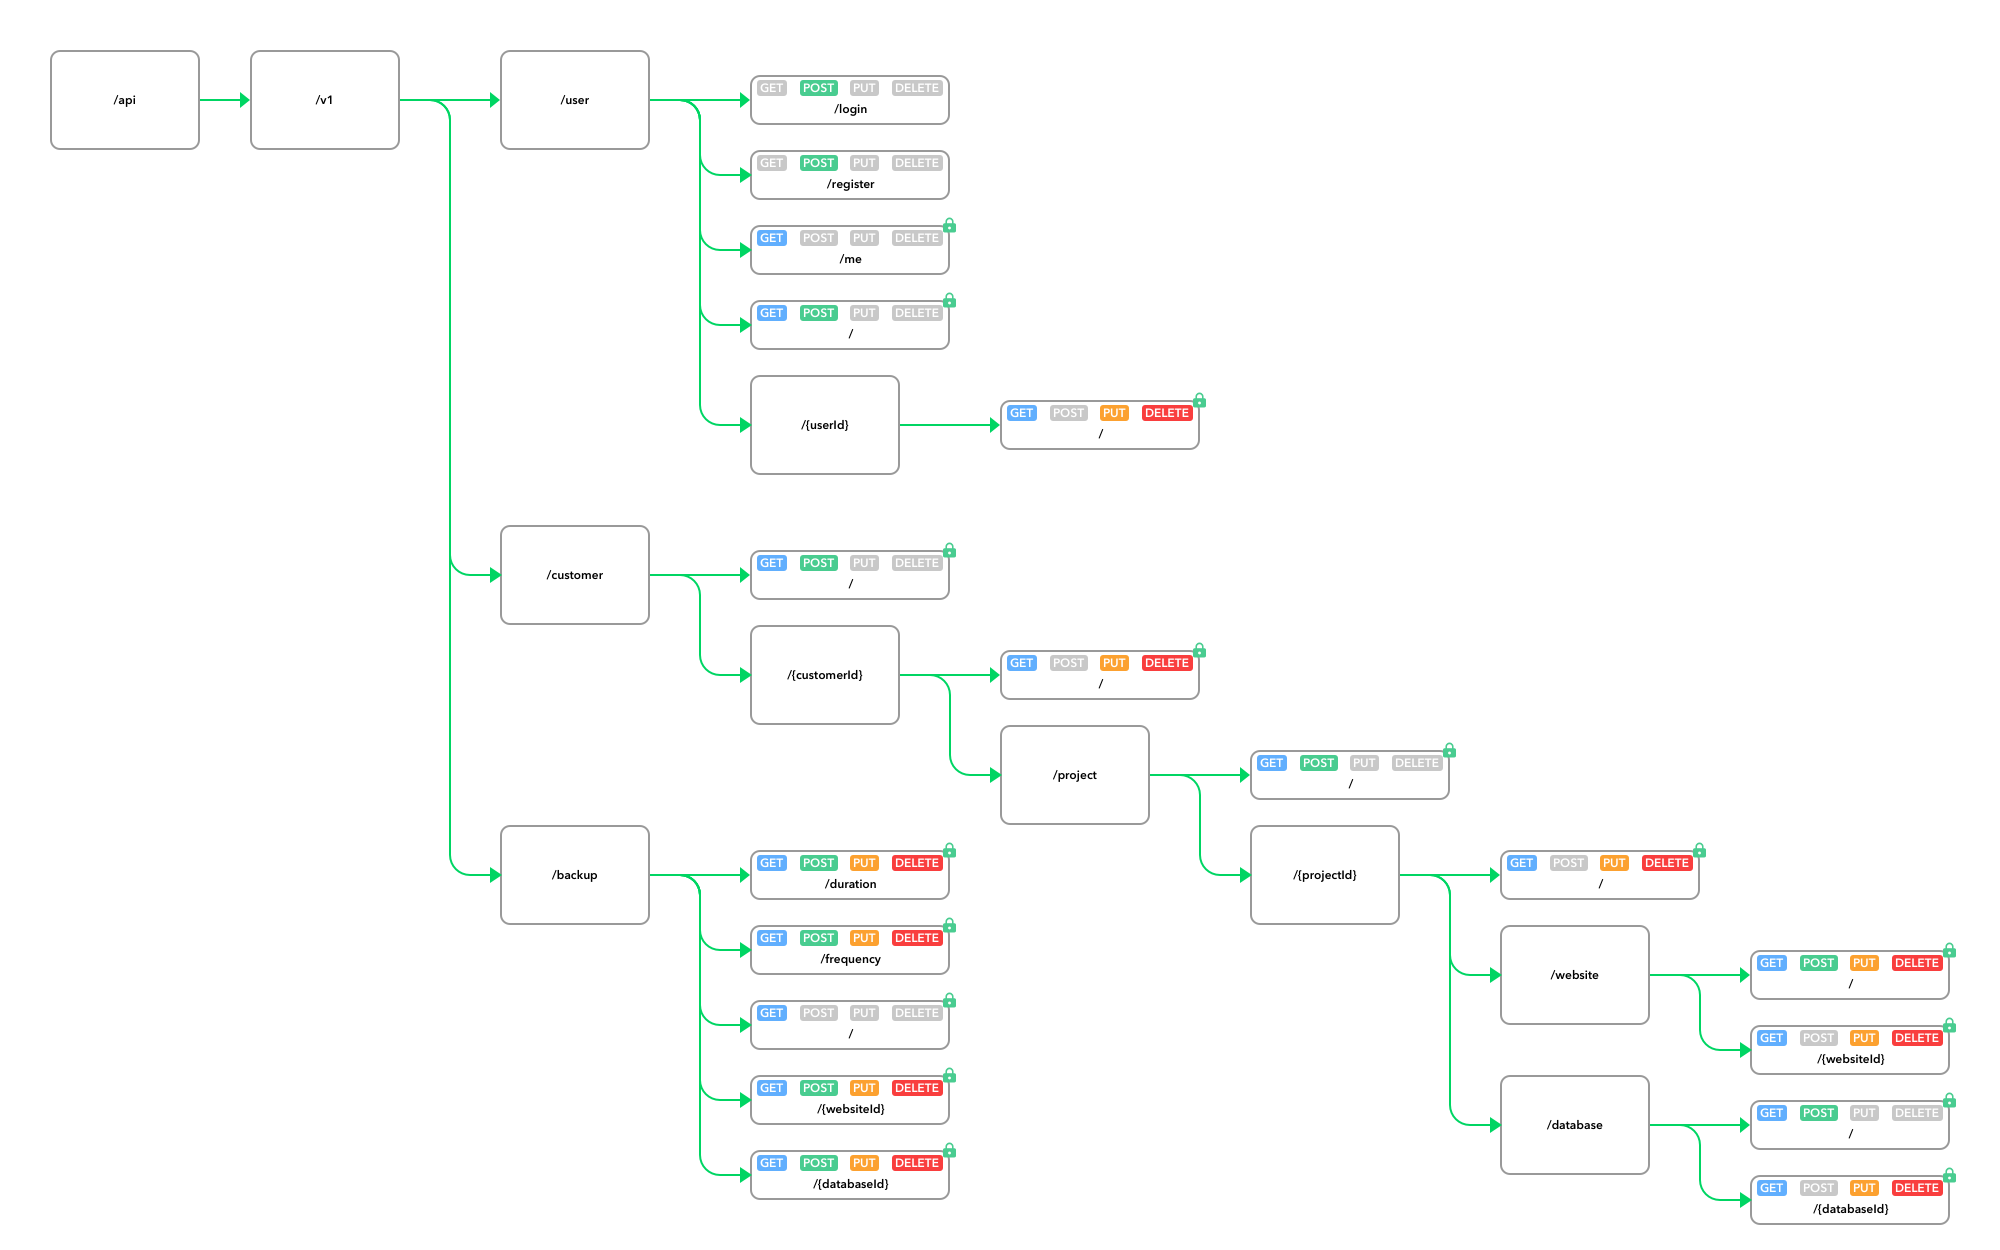 /api
/v1
/user
GET POST PUT DELETE
/login
GET POST PUT DELETE
/register
GET POST PUT DELETE
/me
GET POST PUT DELETE
/
/{userId}
GET POST PUT DELETE
/
/customer
GET POST PUT DELETE
/
/{customerId}
GET POST PUT DELETE
/
/project
GET POST PUT DELETE
/
/{projectId}
GET POST PUT DELETE
/
/website
GET POST PUT DELETE
/
GET POST PUT DELETE
/{websiteId}
/database
GET POST PUT DELETE
/
GET POST PUT DELETE
/{databaseId}
/backup
GET POST PUT DELETE
/duration
GET POST PUT DELETE
/frequency
GET POST PUT DELETE
/
GET POST PUT DELETE
/{websiteId}
GET POST PUT DELETE
/{databaseId}